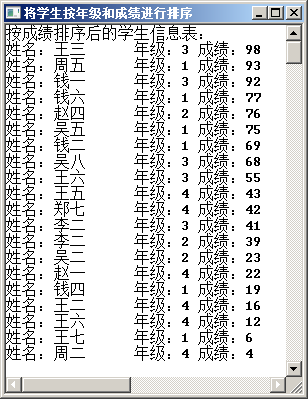 将学生按年级和成绩进行排序
按成绩排序后的学生信息表:
姓名: 王三 年级: 3 成绩: 98
姓名: 周五 年级: 1 成绩: 93
姓名: 钱一 年级: 3 成绩: 92
姓名: 钱六 年级: 1 成绩: 77
姓名: 赵四 年级: 2 成绩: 76
姓名: 吴五 年级: 1 成绩: 75
姓名: 钱二 年级: 1 成绩: 69
姓名: 吴八 年级: 3 成绩: 68
姓名: 王六 年级: 3 成绩: 55
姓名: 王五 年级: 4 成绩: 43
姓名: 郑七 年级: 4 成绩: 42
姓名: 李二 年级: 3 成绩: 41
姓名: 李二 年级: 2 成绩: 39
姓名: 吴二 年级: 2 成绩: 23
姓名: 赵一 年级: 4 成绩: 22
姓名: 钱四 年级: 1 成绩: 19
姓名: 王二 年级: 4 成绩: 16
姓名: 王六 年级: 4 成绩: 12
姓名: 王七 年级: 1 成绩: 6
姓名: 周二 年级: 4 成绩: 4